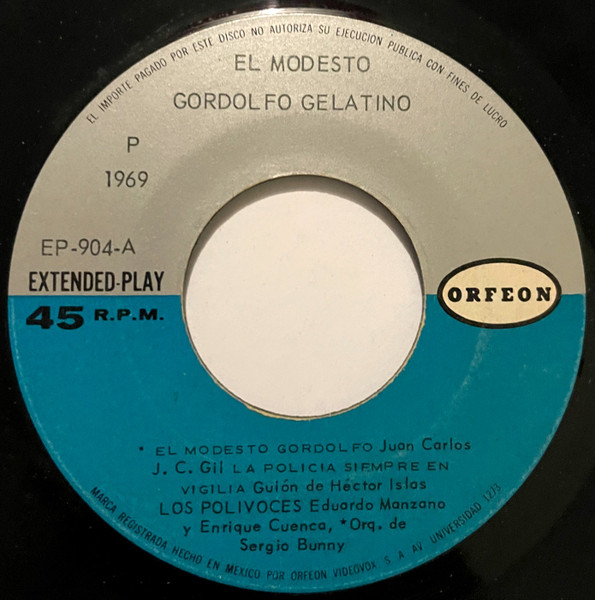 EL IMPORTE PAGADO POR ESTE DISCO NO AUTORIZA SU EJECUCION PUBLICA CON FINES DE LUCRO
EL MODESTO
GORDOLFO GELATINO
P
1969
EP-904-A
EXTENDED-PLAY
45 R.P.M.
ORFEON
* EL MODESTO GORDOLFO Juan Carlos
J. C. Gil LA POLICIA SIEMPRE EN
VIGILIA Guión de Héctor Islas
LOS POLIVOCES Eduardo Manzano
y Enrique Cuenca, *Orq. de
Sergio Bunny
MARCA REGISTRADA HECHO EN MEXICO POR ORFEON VIDEOVOX, S. A. AV. UNIVERSIDAD 1273